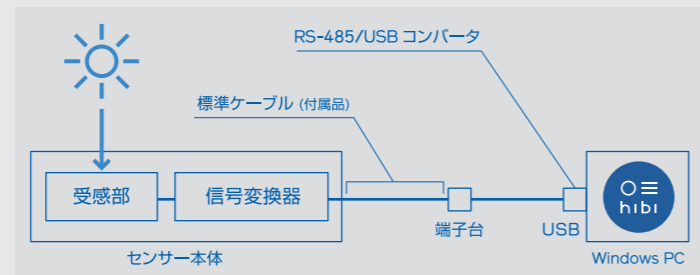 RS-485/USB コンバータ
標準ケーブル (付属品)
受感部
信号変換器
hibi
端子台
USB
センサー本体
Windows PC